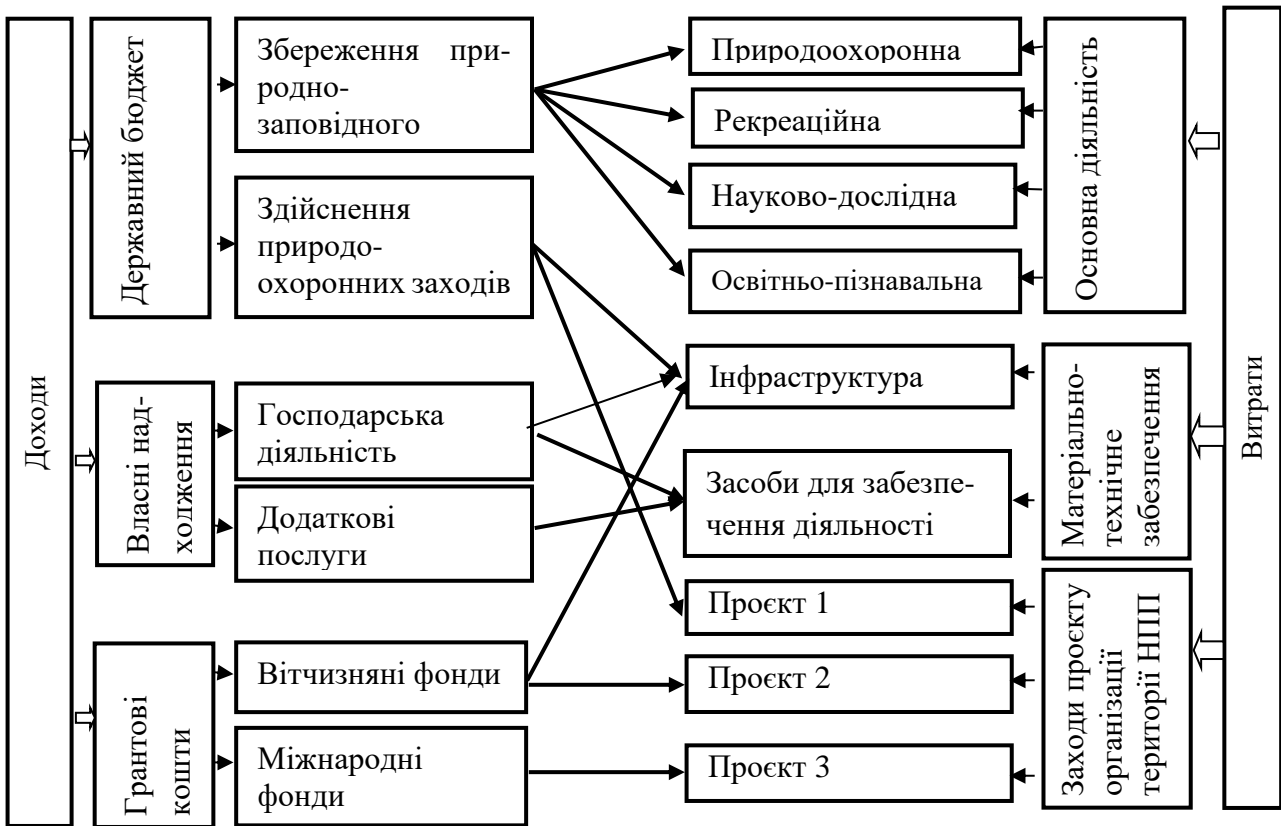 Доходи
Державний бюджет
Збереження при-
родно-
заповідного
Здійснення
природо-
охоронних заходів
Власні над-
ходження
Господарська
діяльність
Додаткові
послуги
Грантові
кошти
Вітчизняні фонди
Міжнародні
фонди
Природоохоронна
Рекреаційна
Науково-дослідна
Освітньо-пізнавальна
Інфраструктура
Засоби для забезпе-
чення діяльності
Проєкт 1
Проєкт 2
Проєкт 3
Основна діяльність
Матеріально-
технічне
забезпечення
Заходи проєкту
організації
території НПП
Витрати